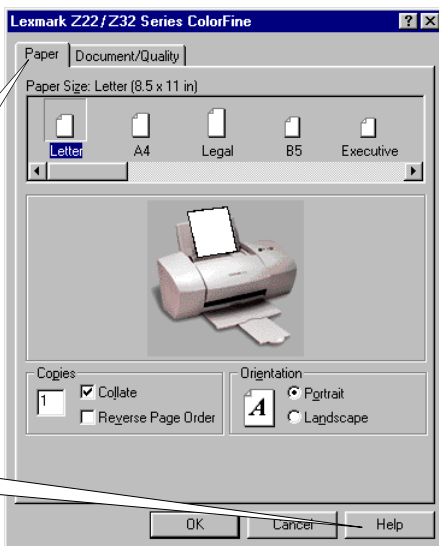 Lexmark Z22/Z32 Series ColorFine
Paper Document/Quality
Paper Size: Letter (8.5 x 11 in)
Letter A4 Legal B5 Executive
Copies Orientation
1 Collate A Portrait
Reverse Page Order Landscape
OK Cancel Help